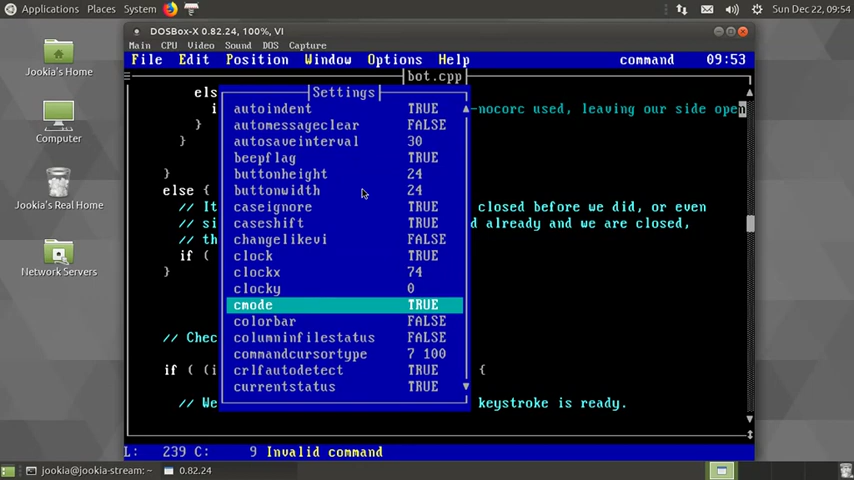 Applications Places System Sun Dec 22, 09:54
DOSBox-X 0.82.24, 100%, VI
Main CPU Video Sound DOS Capture
File Edit Position Window Options Help command 09:53
bot.cpp
Jookia's Home
Computer
Jookia's Real Home
Network Servers
els
i -nocorc used, leaving our side open
}
}
}
else {
// It closed before we did, or even
// si d already and we are closed,
// th
if (
}
// Chec
if ( (i {
// We keystroke is ready.
Settings
autoindent TRUE
automessageclear FALSE
autosaveinterval 30
beepflag TRUE
buttonheight 24
buttonwidth 24
caseignore TRUE
caseshift TRUE
changelikevi FALSE
clock TRUE
clockx 74
clocky 0
cmode TRUE
colorbar FALSE
columninfilestatus FALSE
commandcursortype 7 100
crlfautodetect TRUE
currentstatus TRUE
L: 239 C: 9 Invalid command
jookia@jookia-stream: ~ 0.82.24